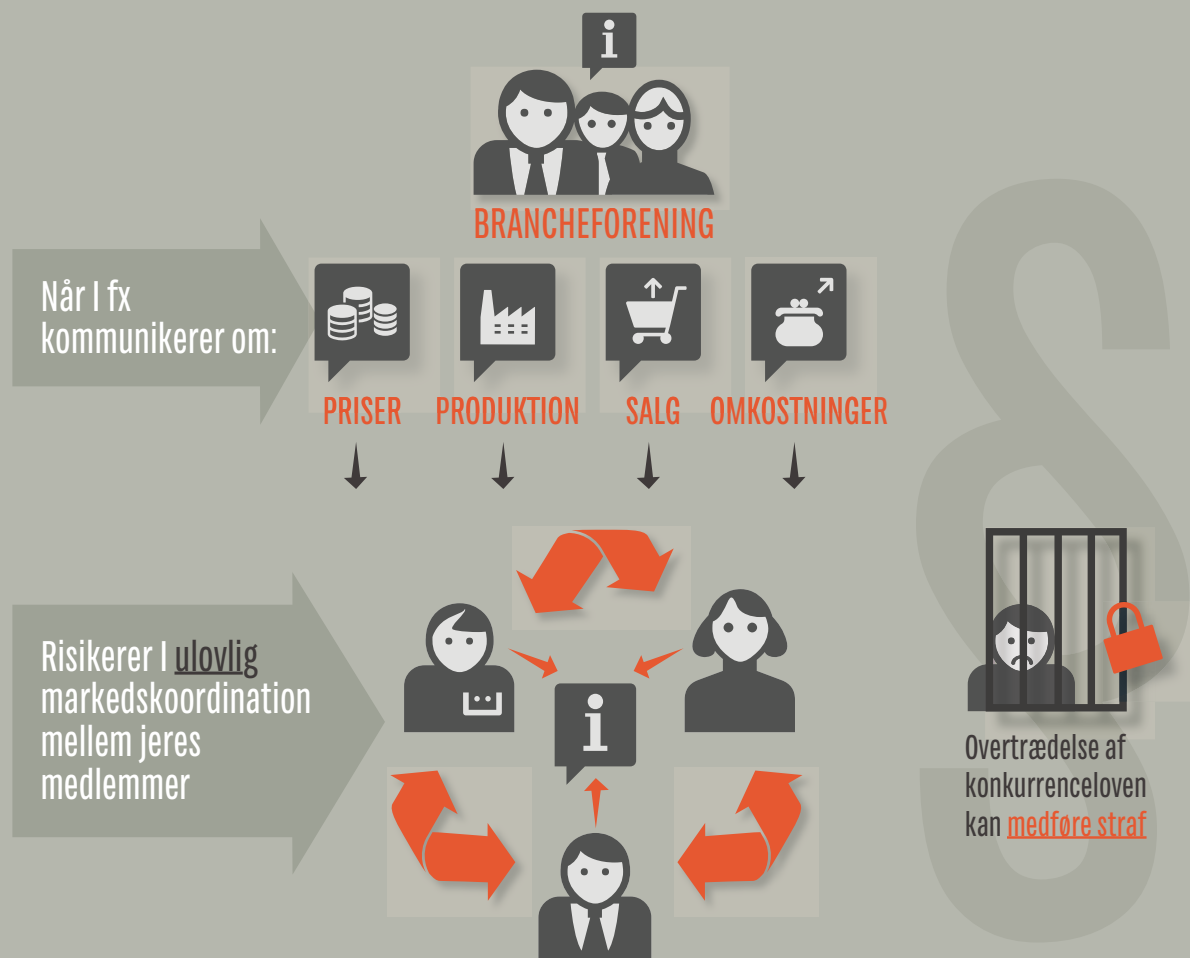 i
BRANCHEFORENING
Når I fx
kommunikerer om:
PRISER
PRODUKTION
SALG
OMKOSTNINGER
Risikerer I ulovlig
markedskoordination
mellem jeres
medlemmer
i
§
Overtrædelse af
konkurrenceloven
kan medføre straf